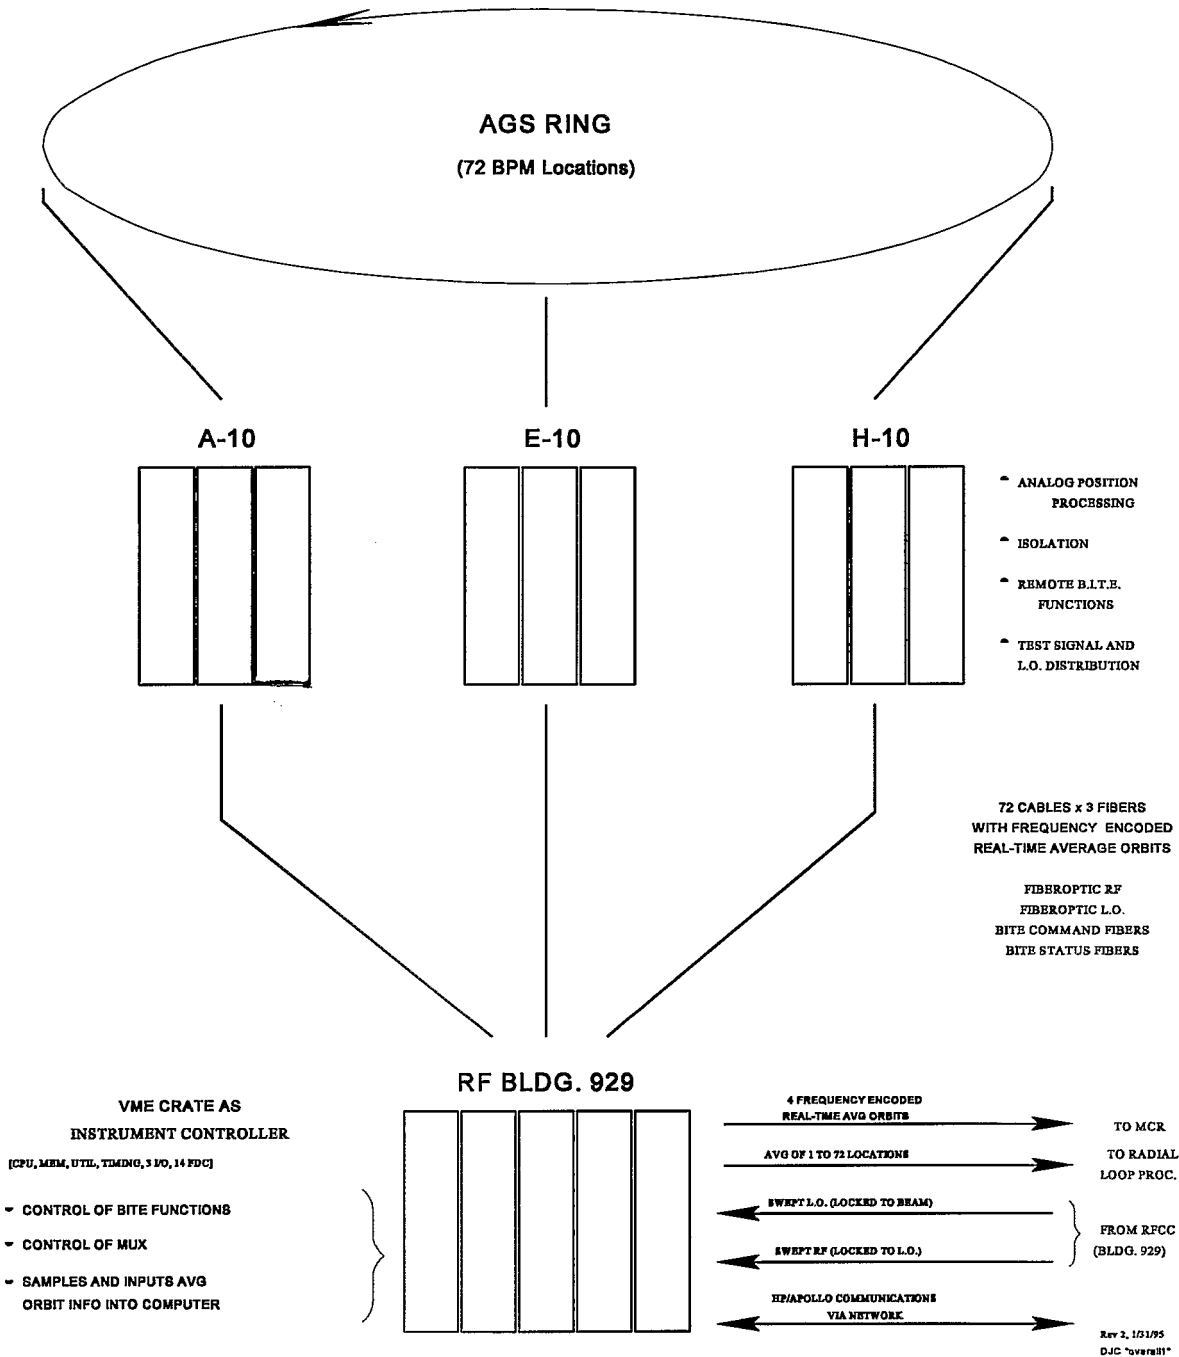 AGS RING
(72 BPM Locations)
A-10
E-10
H-10
ANALOG POSITION
PROCESSING
ISOLATION
REMOTE B.I.T.E.
FUNCTIONS
TEST SIGNAL AND
L.O. DISTRIBUTION
72 CABLES x 3 FIBERS
WITH FREQUENCY ENCODED
REAL-TIME AVERAGE ORBITS
FIBEROPTIC RF
FIBEROPTIC L.O.
BITE COMMAND FIBERS
BITE STATUS FIBERS
RF BLDG. 929
VME CRATE AS
INSTRUMENT CONTROLLER
[CPU, MEM, UTIL, TIMING, 3 I/O, 14 FDC]
CONTROL OF BITE FUNCTIONS
CONTROL OF MUX
SAMPLES AND INPUTS AVG
ORBIT INFO INTO COMPUTER
4 FREQUENCY ENCODED
REAL-TIME AVG ORBITS
TO MCR
AVG OF 1 TO 72 LOCATIONS
TO RADIAL
LOOP PROC.
SWEPT L.O. (LOCKED TO BEAM)
SWEPT RF (LOCKED TO L.O.)
FROM RFCC
(BLDG. 929)
HP/APOLLO COMMUNICATIONS
VIA NETWORK
Rev 2, 1/31/95
DJC "overall1"